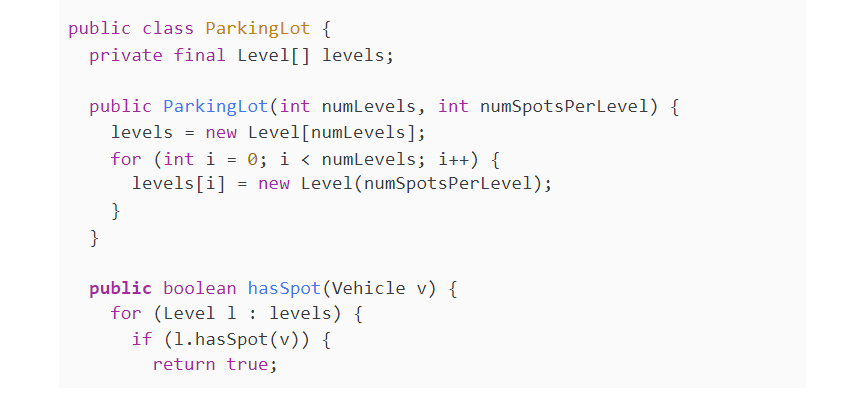 public class ParkingLot {
  private final Level[] levels;

  public ParkingLot(int numLevels, int numSpotsPerLevel) {
    levels = new Level[numLevels];
    for (int i = 0; i < numLevels; i++) {
      levels[i] = new Level(numSpotsPerLevel);
    }
  }

  public boolean hasSpot(Vehicle v) {
    for (Level l : levels) {
      if (l.hasSpot(v)) {
        return true;